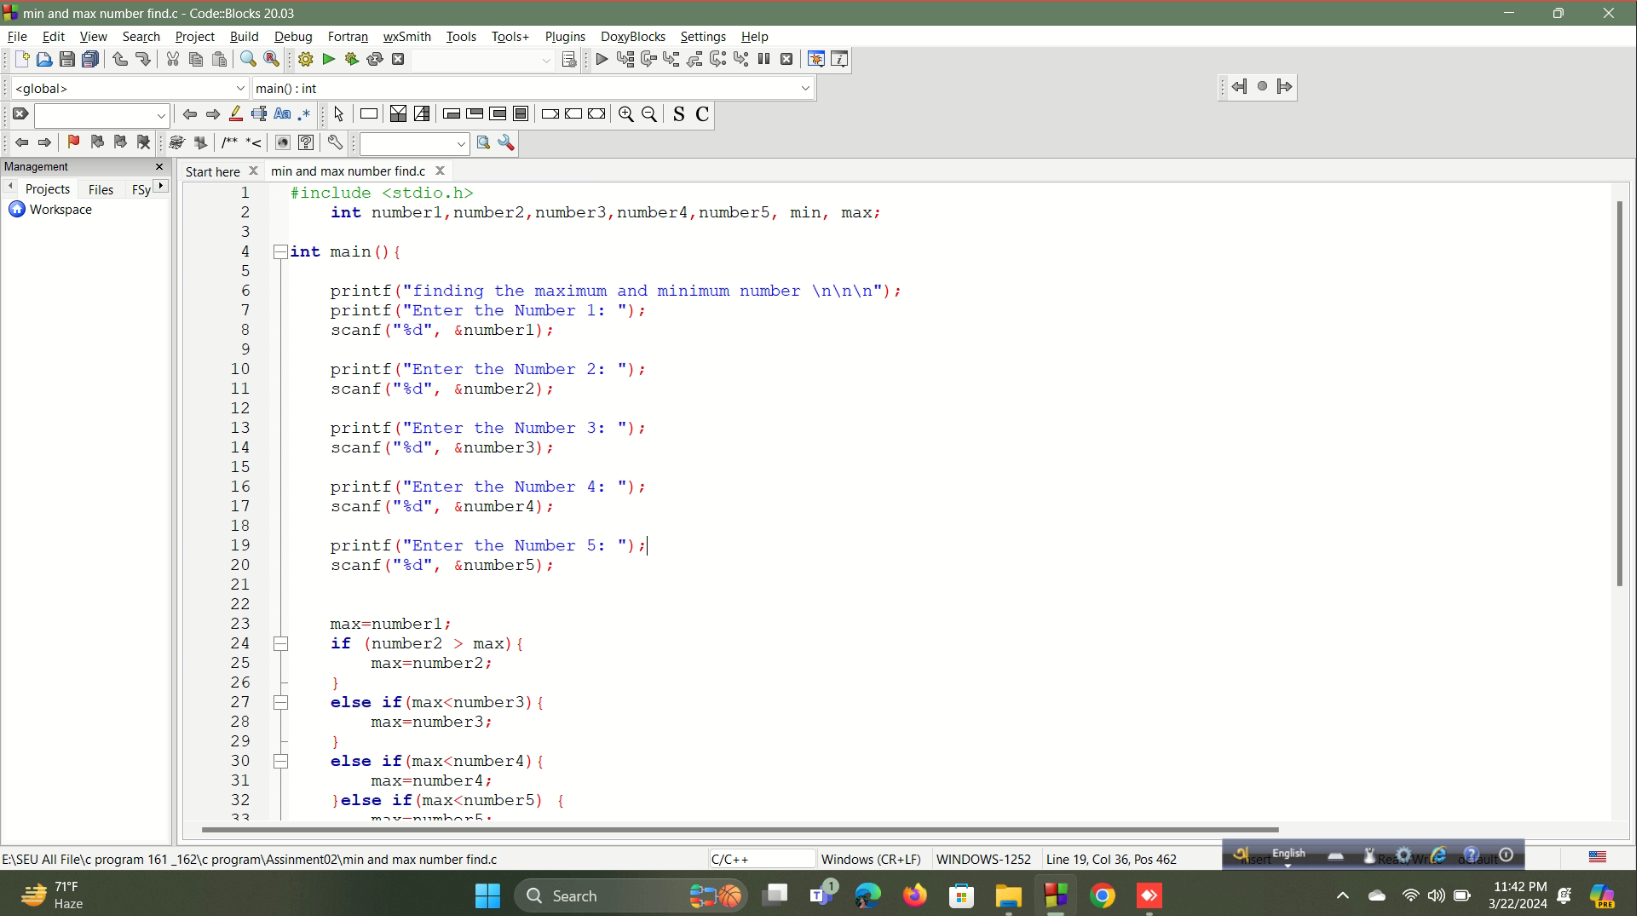 min and max number find.c - Code::Blocks 20.03
File Edit View Search Project Build Debug Fortran wxSmith Tools Tools+ Plugins DoxyBlocks Settings Help
<global> main() : int
S C
/** *<
Management
Start here min and max number find.c
Projects Files FSy
Workspace
1 #include <stdio.h>
2 int number1,number2,number3,number4,number5, min, max;
3
4 int main(){
5
6 printf("finding the maximum and minimum number \n\n\n");
7 printf("Enter the Number 1: ");
8 scanf("%d", &number1);
9
10 printf("Enter the Number 2: ");
11 scanf("%d", &number2);
12
13 printf("Enter the Number 3: ");
14 scanf("%d", &number3);
15
16 printf("Enter the Number 4: ");
17 scanf("%d", &number4);
18
19 printf("Enter the Number 5: ");
20 scanf("%d", &number5);
21
22
23 max=number1;
24 if (number2 > max){
25 max=number2;
26 }
27 else if(max<number3){
28 max=number3;
29 }
30 else if(max<number4){
31 max=number4;
32 }else if(max<number5) {
33 max=number5;
E:\SEU All File\c program 161 _162\c program\Assinment02\min and max number find.c C/C++ Windows (CR+LF) WINDOWS-1252 Line 19, Col 36, Pos 462 Insert English
71°F
Haze
Search
1
11:42 PM
3/22/2024
PRE